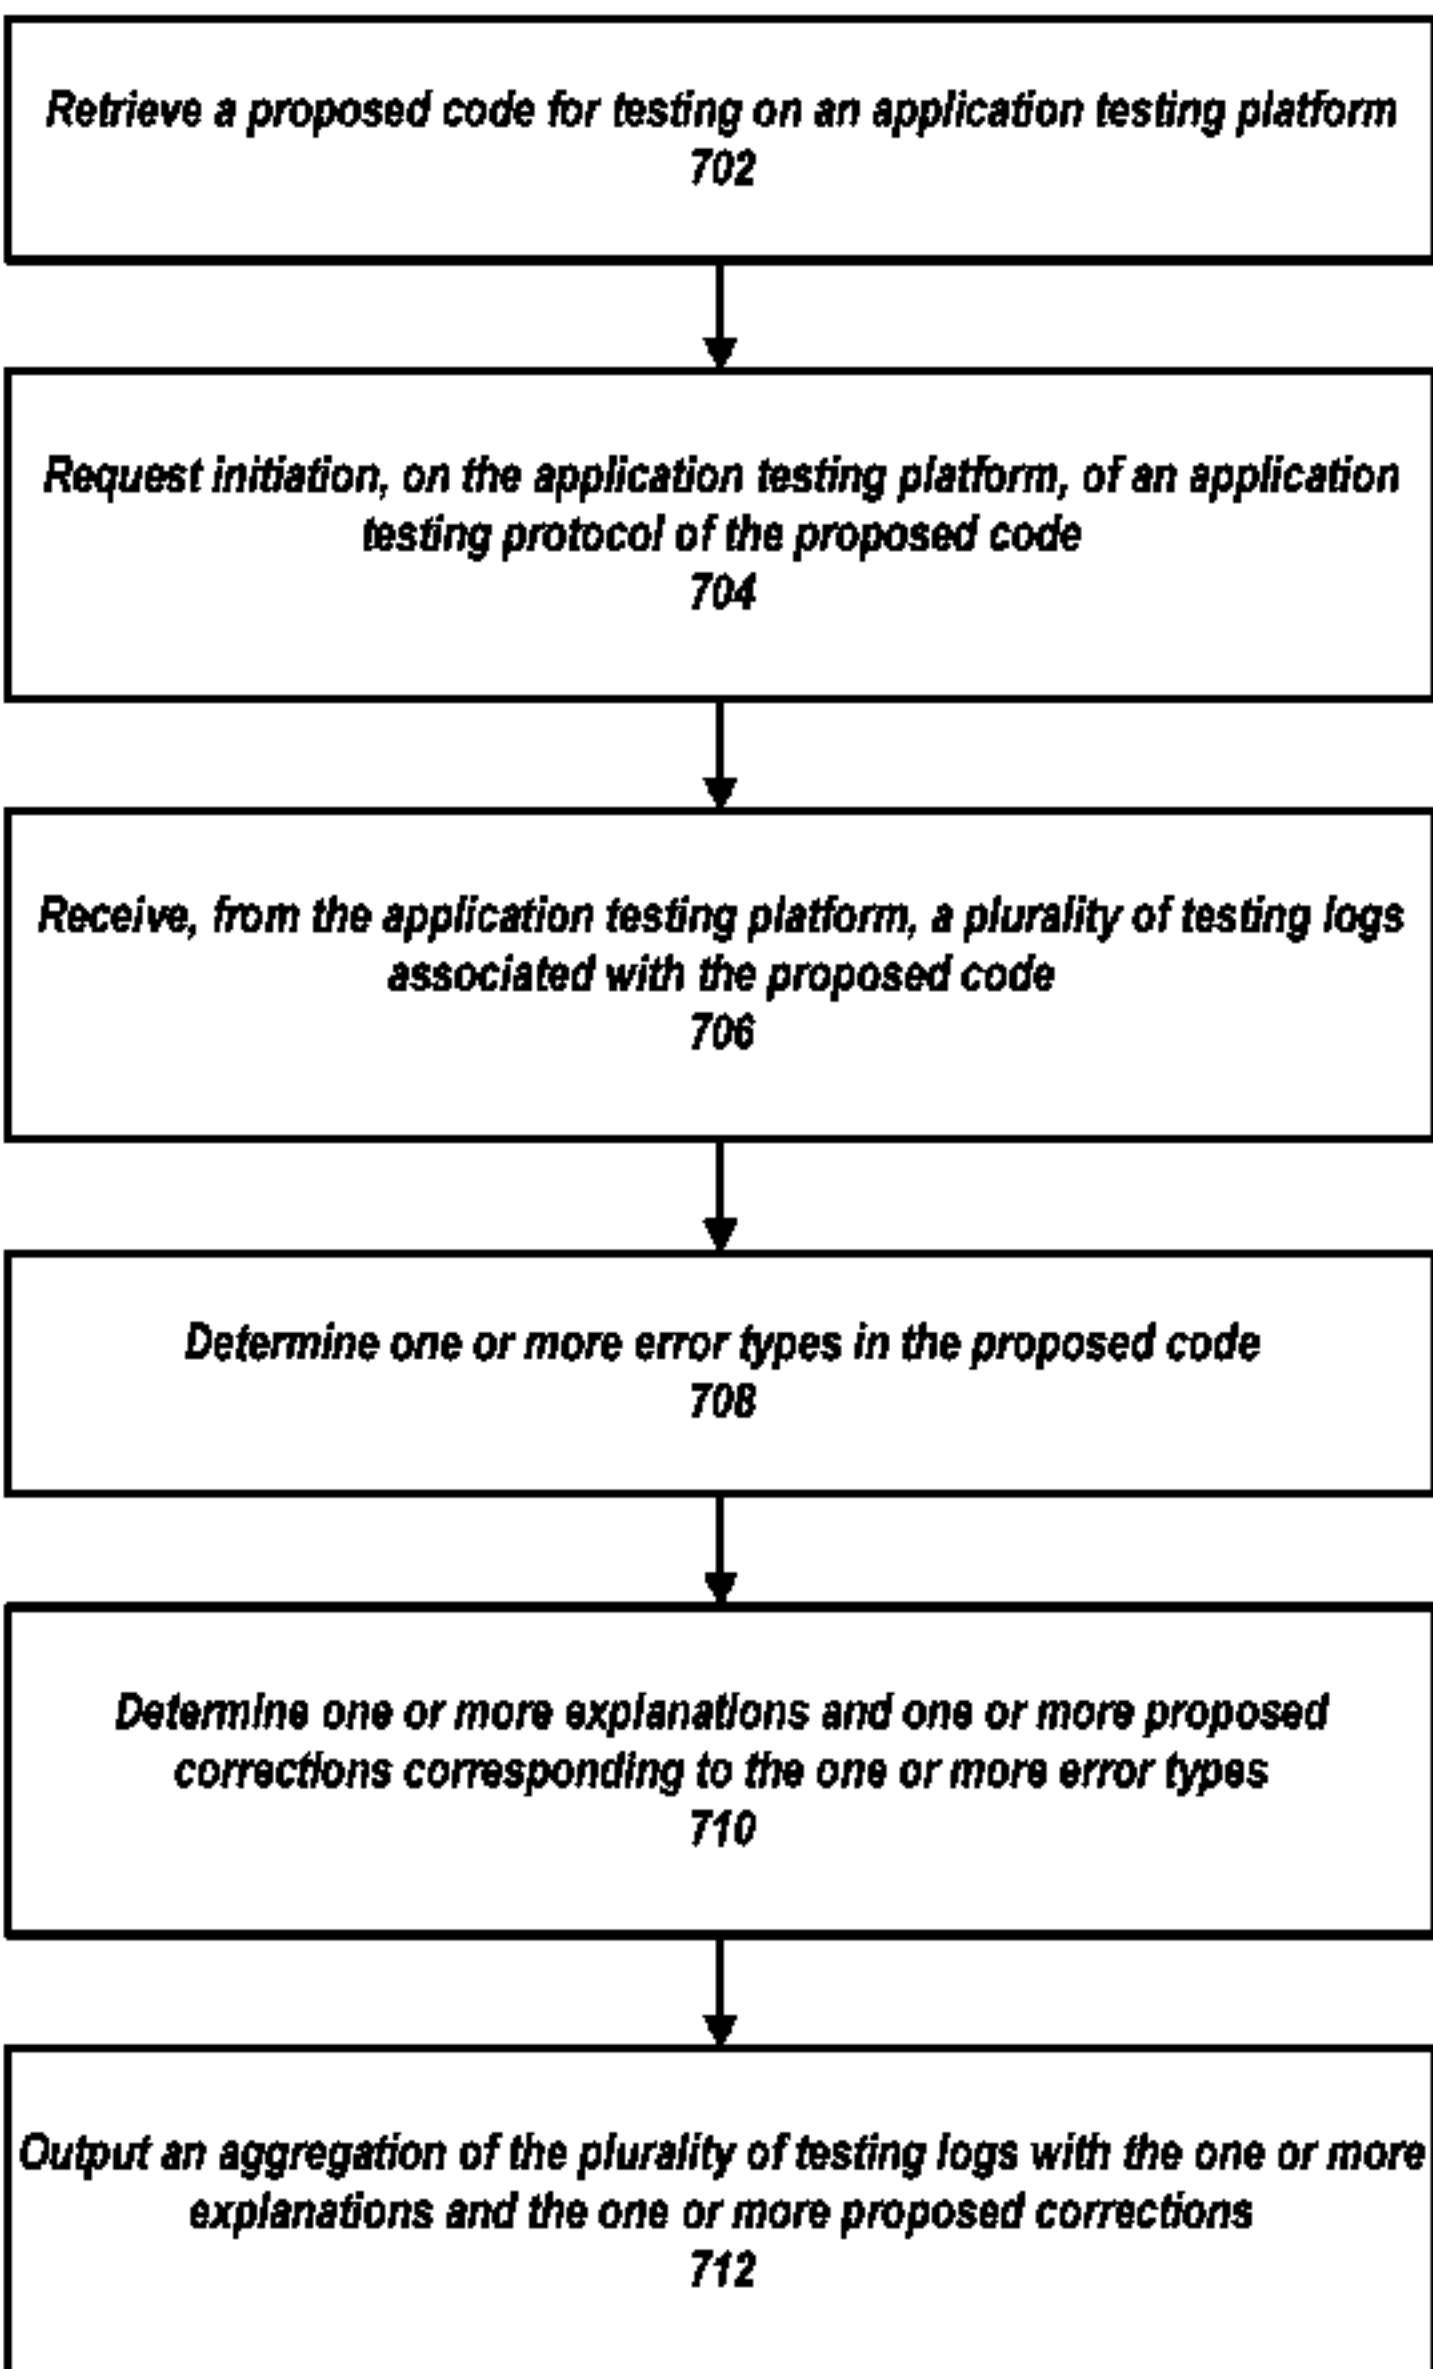 Retrieve a proposed code for testing on an application testing platform
702
Request initiation, on the application testing platform, of an application
testing protocol of the proposed code
704
Receive, from the application testing platform, a plurality of testing logs
associated with the proposed code
706
Determine one or more error types in the proposed code
708
Determine one or more explanations and one or more proposed
corrections corresponding to the one or more error types
710
Output an aggregation of the plurality of testing logs with the one or more
explanations and the one or more proposed corrections
712